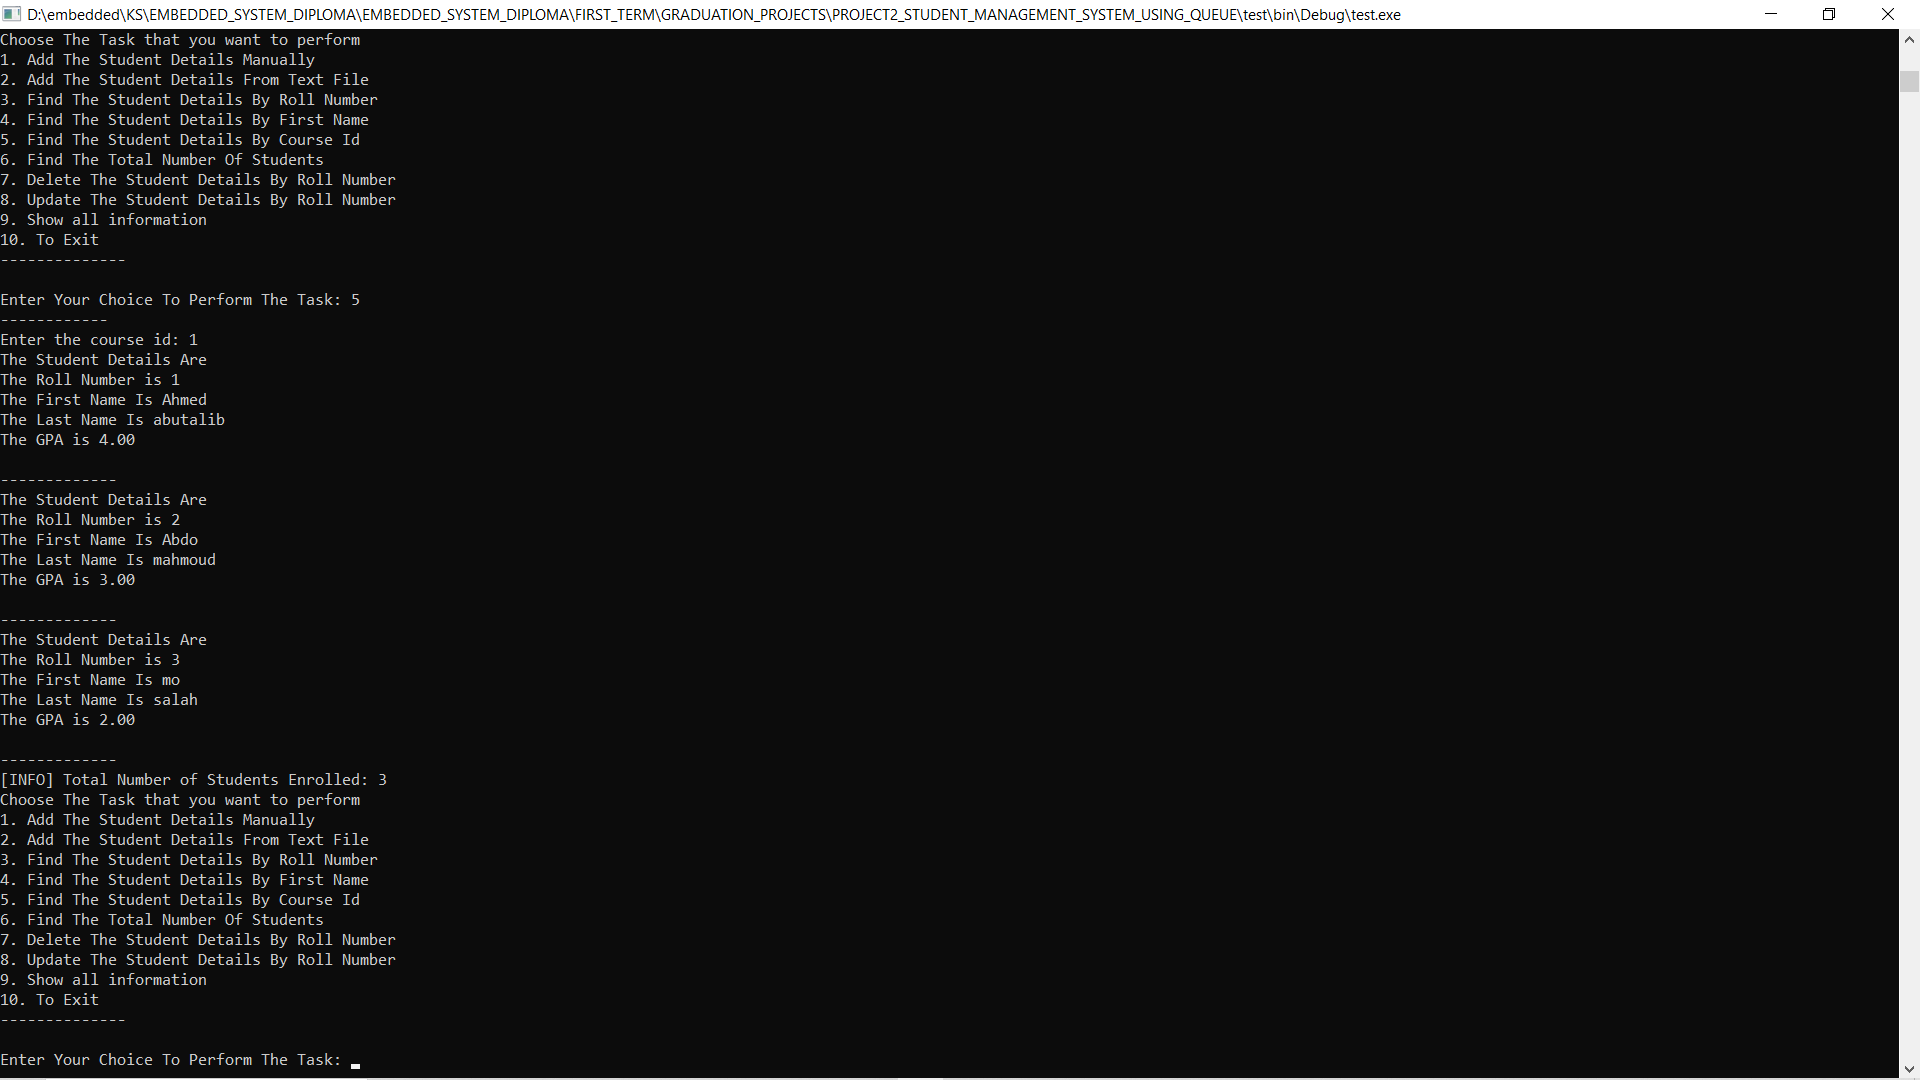 D:\embedded\KS\EMBEDDED_SYSTEM_DIPLOMA\EMBEDDED_SYSTEM_DIPLOMA\FIRST_TERM\GRADUATION_PROJECTS\PROJECT2_STUDENT_MANAGEMENT_SYSTEM_USING_QUEUE\test\bin\Debug\test.exe
Choose The Task that you want to perform
1. Add The Student Details Manually
2. Add The Student Details From Text File
3. Find The Student Details By Roll Number
4. Find The Student Details By First Name
5. Find The Student Details By Course Id
6. Find The Total Number Of Students
7. Delete The Student Details By Roll Number
8. Update The Student Details By Roll Number
9. Show all information
10. To Exit
--------------
Enter Your Choice To Perform The Task: 5
------------
Enter the course id: 1
The Student Details Are
The Roll Number is 1
The First Name Is Ahmed
The Last Name Is abutalib
The GPA is 4.00
-------------
The Student Details Are
The Roll Number is 2
The First Name Is Abdo
The Last Name Is mahmoud
The GPA is 3.00
-------------
The Student Details Are
The Roll Number is 3
The First Name Is mo
The Last Name Is salah
The GPA is 2.00
-------------
[INFO] Total Number of Students Enrolled: 3
Choose The Task that you want to perform
1. Add The Student Details Manually
2. Add The Student Details From Text File
3. Find The Student Details By Roll Number
4. Find The Student Details By First Name
5. Find The Student Details By Course Id
6. Find The Total Number Of Students
7. Delete The Student Details By Roll Number
8. Update The Student Details By Roll Number
9. Show all information
10. To Exit
--------------
Enter Your Choice To Perform The Task: